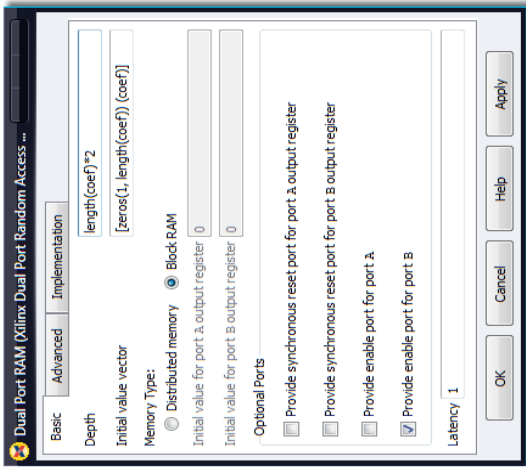 Dual Port RAM (Xilinx Dual Port Random Access ...
Basic Advanced Implementation
Depth length(coef)*2
Initial value vector [zeros(1, length(coef)) (coef)]
Memory Type:
Distributed memory Block RAM
Initial value for port A output register 0
Initial value for port B output register 0
Optional Ports
Provide synchronous reset port for port A output register
Provide synchronous reset port for port B output register
Provide enable port for port A
Provide enable port for port B
Latency 1
OK Cancel Help Apply